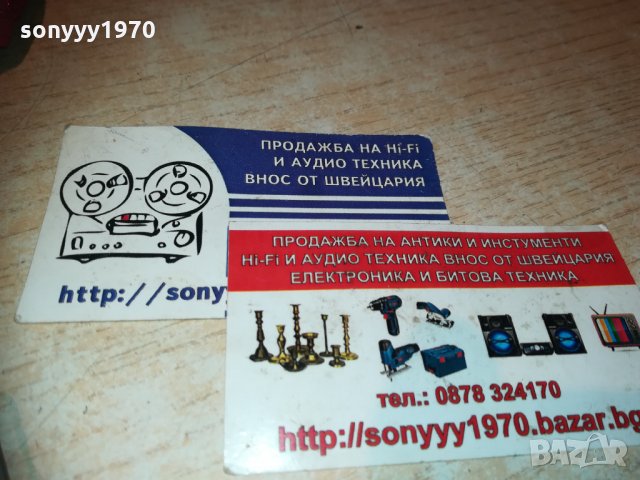 sonyyy1970
ПРОДАЖБА НА Hi-Fi
И АУДИО ТЕХНИКА
ВНОС ОТ ШВЕЙЦАРИЯ
http://sony
ПРОДАЖБА НА АНТИКИ И ИНСТУМЕНТИ
Hi-Fi И АУДИО ТЕХНИКА ВНОС ОТ ШВЕЙЦАРИЯ
ЕЛЕКТРОНИКА И БИТОВА ТЕХНИКА
тел.: 0878 324170
http://sonyyy1970.bazar.bg
BAZAR